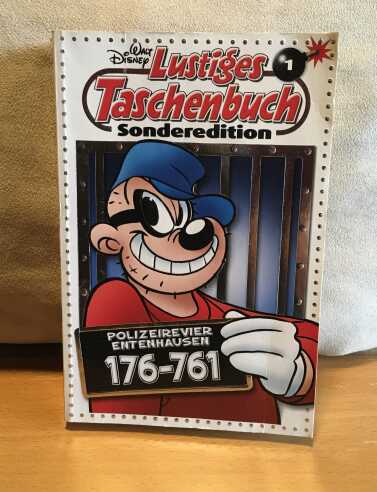 Walt Disney
Lustiges
1
Taschenbuch
Sonderedition
POLIZEIREVIER
ENTENHAUSEN
176-761